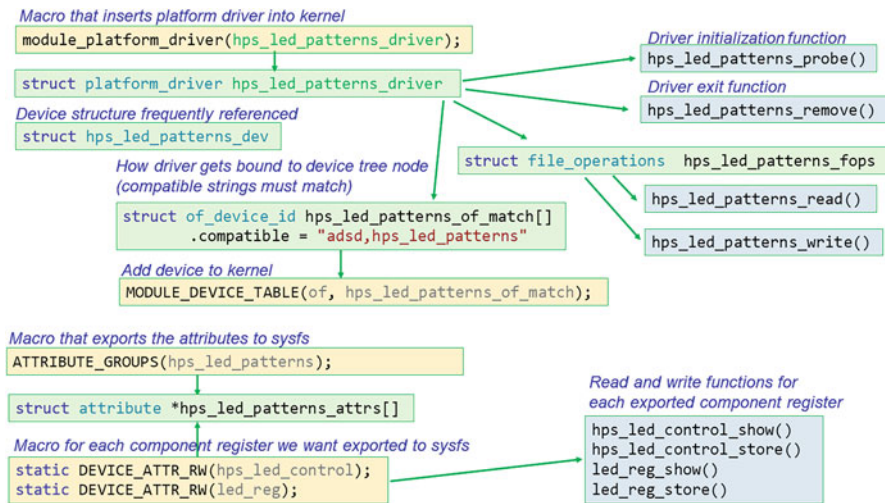 Macro that inserts platform driver into kernel
module_platform_driver(hps_led_patterns_driver);
struct platform_driver hps_led_patterns_driver
Driver initialization function
hps_led_patterns_probe()
Driver exit function
hps_led_patterns_remove()
Device structure frequently referenced
struct hps_led_patterns_dev
struct file_operations hps_led_patterns_fops
hps_led_patterns_read()
hps_led_patterns_write()
How driver gets bound to device tree node
(compatible strings must match)
struct of_device_id hps_led_patterns_of_match[]
.compatible = "adsd,hps_led_patterns"
Add device to kernel
MODULE_DEVICE_TABLE(of, hps_led_patterns_of_match);
Macro that exports the attributes to sysfs
ATTRIBUTE_GROUPS(hps_led_patterns);
struct attribute *hps_led_patterns_attrs[]
Macro for each component register we want exported to sysfs
static DEVICE_ATTR_RW(hps_led_control);
static DEVICE_ATTR_RW(led_reg);
Read and write functions for
each exported component register
hps_led_control_show()
hps_led_control_store()
led_reg_show()
led_reg_store()